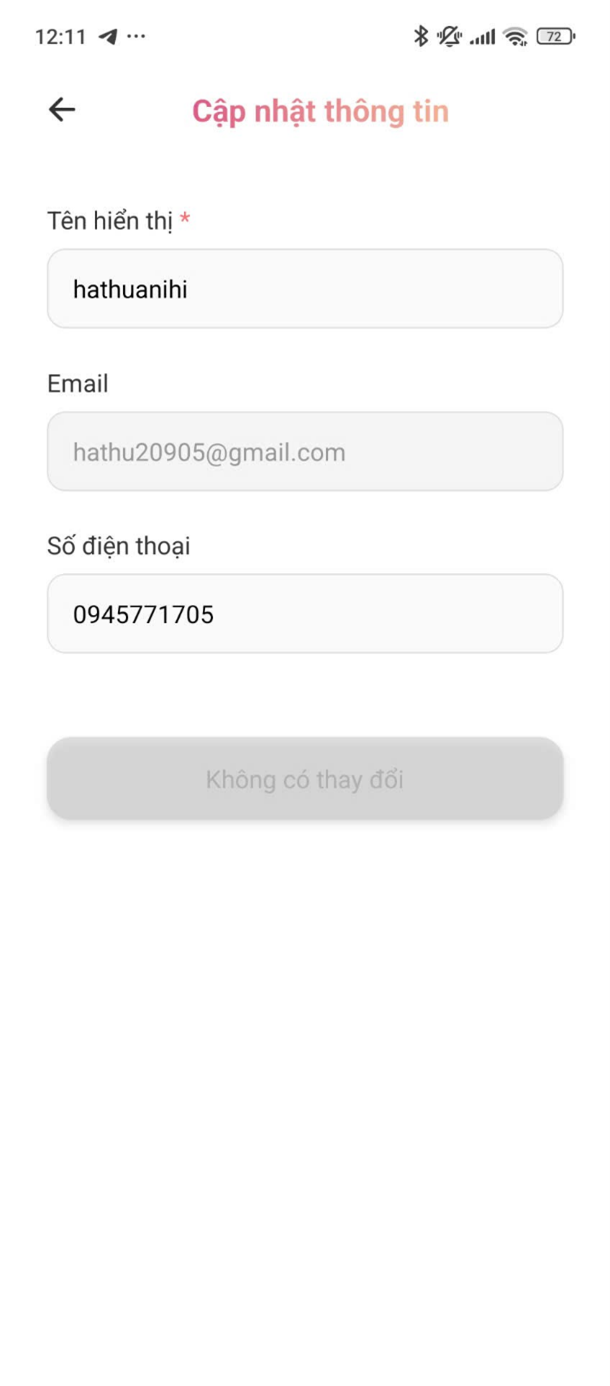 12:11
72
Cập nhật thông tin
Tên hiển thị *
hathuanihi
Email
hathu20905@gmail.com
Số điện thoại
0945771705
Không có thay đổi